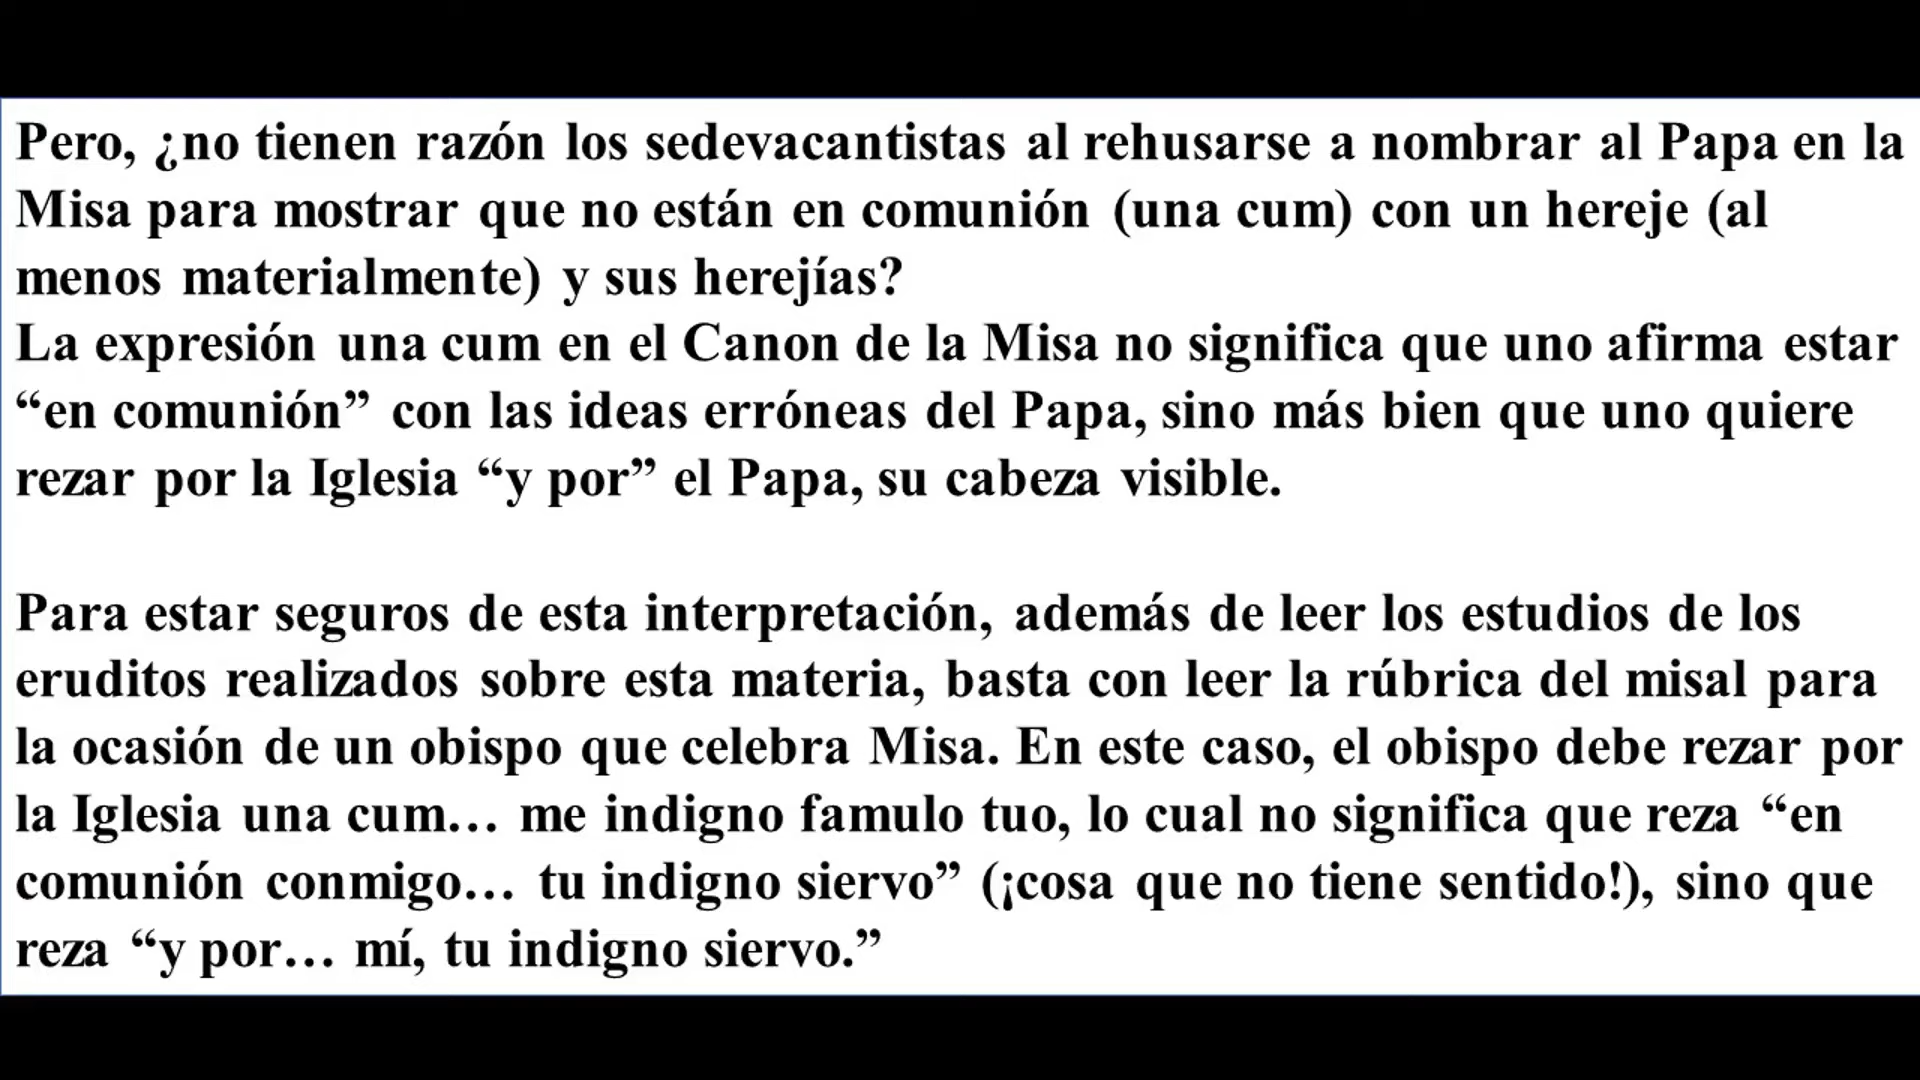 Pero, ¿no tienen razón los sedevacantistas al rehusarse a nombrar al Papa en la
Misa para mostrar que no están en comunión (una cum) con un hereje (al
menos materialmente) y sus herejías?
La expresión una cum en el Canon de la Misa no significa que uno afirma estar
“en comunión” con las ideas erróneas del Papa, sino más bien que uno quiere
rezar por la Iglesia “y por” el Papa, su cabeza visible.
Para estar seguros de esta interpretación, además de leer los estudios de los
eruditos realizados sobre esta materia, basta con leer la rúbrica del misal para
la ocasión de un obispo que celebra Misa. En este caso, el obispo debe rezar por
la Iglesia una cum… me indigno famulo tuo, lo cual no significa que reza “en
comunión conmigo… tu indigno siervo” (¡cosa que no tiene sentido!), sino que
reza “y por… mí, tu indigno siervo.”